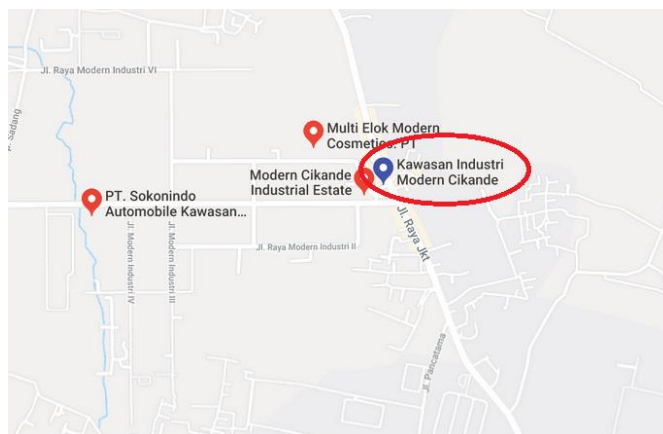 Jl. Raya Modern Industri VI
Multi Elok Modern
Cosmetics. PT
Kawasan Industri
Modern Cikande
Modern Cikande
Industrial Estate
PT. Sokonindo
Automobile Kawasan...
Jl. Raya Jkt
Jl. Raya Modern Industri II
Jl. Modern Industri IV
Jl. Modern Industri III
Jl. Pancatama
Sadang